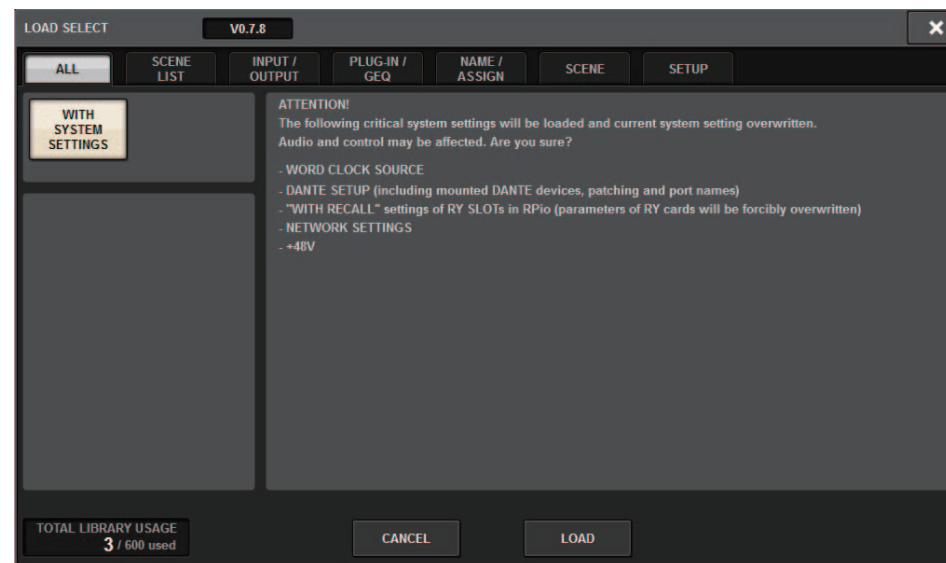 LOAD SELECT
V0.7.8
ALL
SCENE
LIST
INPUT /
OUTPUT
PLUG-IN /
GEQ
NAME /
ASSIGN
SCENE
SETUP
WITH
SYSTEM
SETTINGS
ATTENTION!
The following critical system settings will be loaded and current system setting overwritten.
Audio and control may be affected. Are you sure?
- WORD CLOCK SOURCE
- DANTE SETUP (including mounted DANTE devices, patching and port names)
- "WITH RECALL" settings of RY SLOTs in RPio (parameters of RY cards will be forcibly overwritten)
- NETWORK SETTINGS
- +48V
TOTAL LIBRARY USAGE
3 / 600 used
CANCEL
LOAD